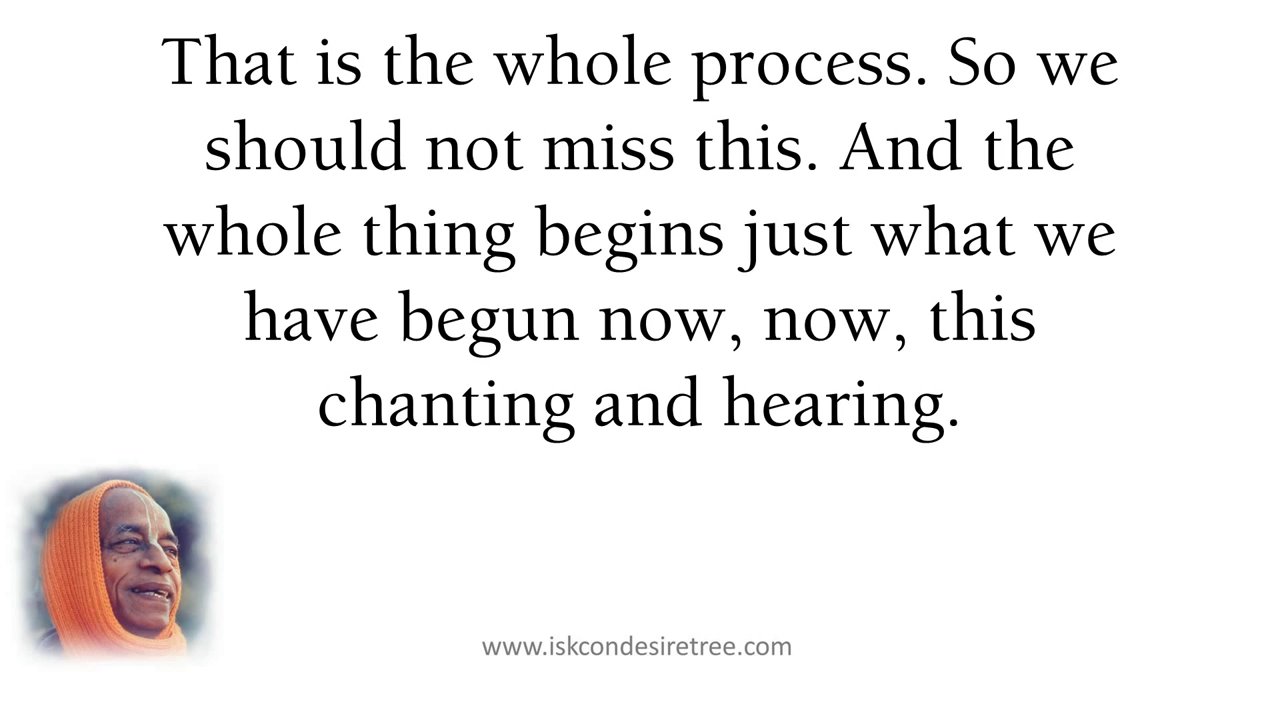 That is the whole process. So we
should not miss this. And the
whole thing begins just what we
have begun now, now, this
chanting and hearing.
www.iskcondesiretree.com